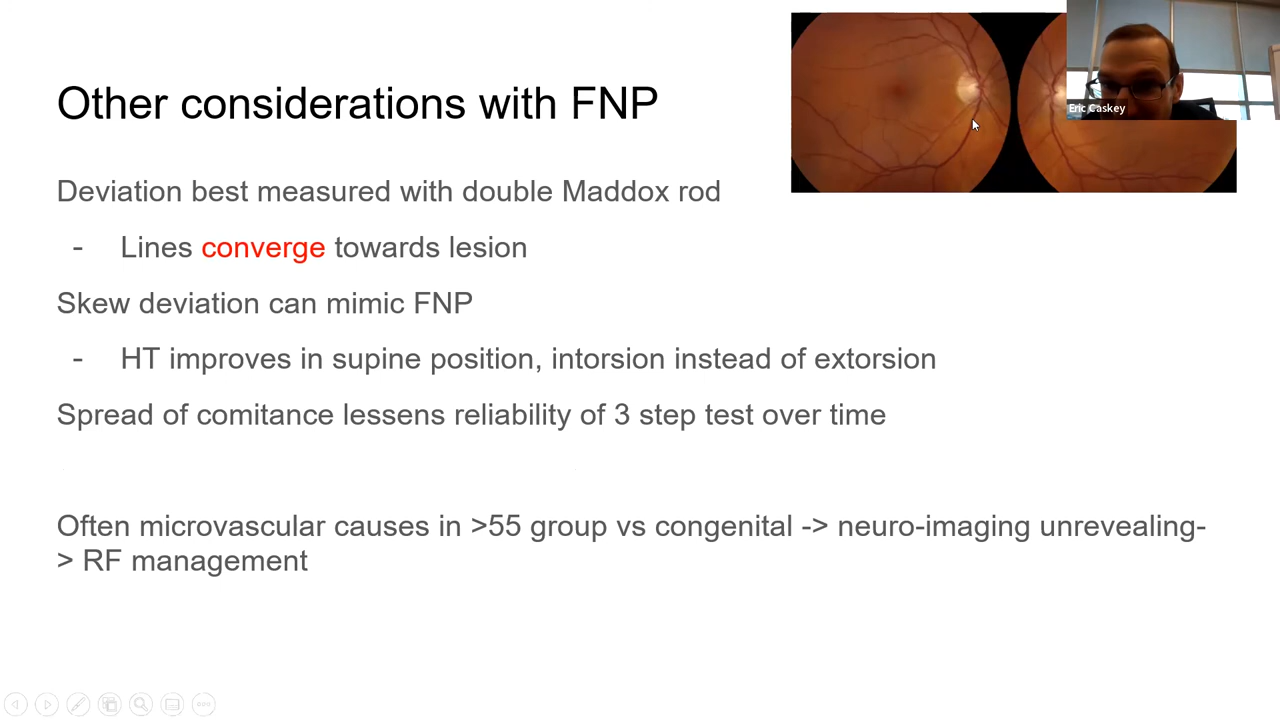 Other considerations with FNP
Eric Caskey
Deviation best measured with double Maddox rod
- Lines converge towards lesion
Skew deviation can mimic FNP
- HT improves in supine position, intorsion instead of extorsion
Spread of comitance lessens reliability of 3 step test over time
Often microvascular causes in >55 group vs congenital -> neuro-imaging unrevealing-
> RF management